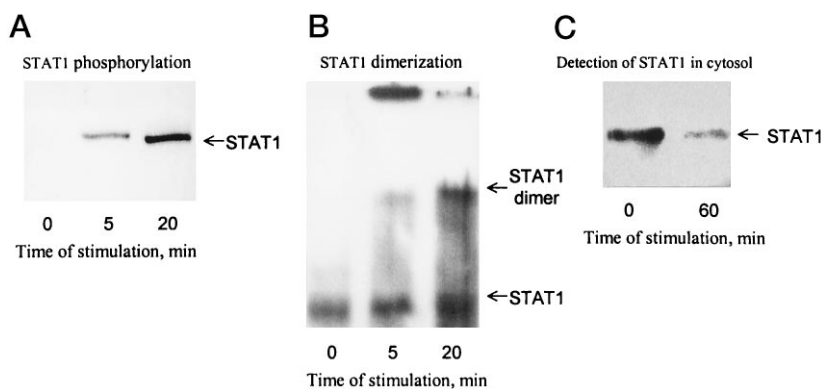 A
STAT1 phosphorylation
←STAT1
0 5 20
Time of stimulation, min
B
STAT1 dimerization
←STAT1
dimer
←STAT1
0 5 20
Time of stimulation, min
C
Detection of STAT1 in cytosol
← STAT1
0 60
Time of stimulation, min